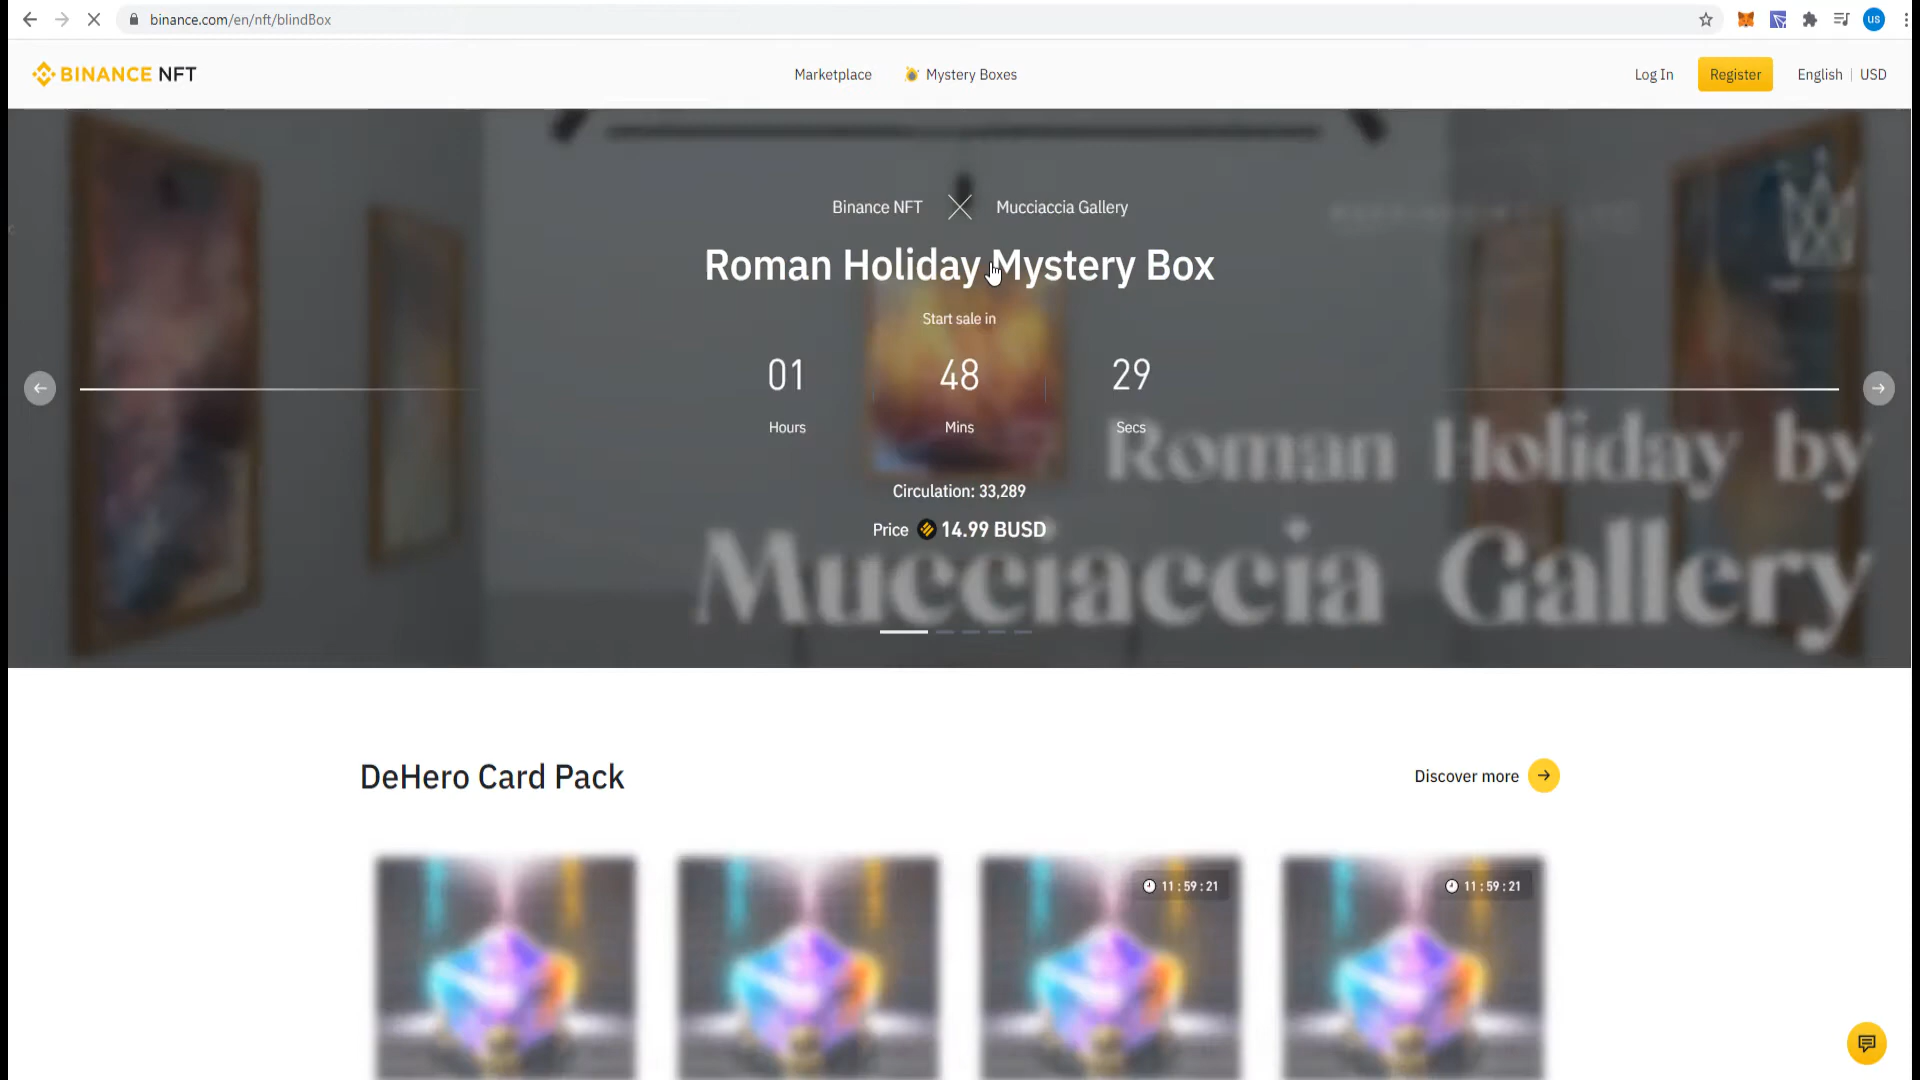 binance.com/en/nft/blindBox
us
BINANCE NFT
Marketplace
Mystery Boxes
Log In
Register
English | USD
Binance NFT
Mucciaccia Gallery
Roman Holiday Mystery Box
Start sale in
01 48 29
Hours Mins Secs
Circulation: 33,289
Price 14.99 BUSD
Roman Holiday by
Mucciaccia Gallery
DeHero Card Pack
Discover more
11 : 59 : 21
11 : 59 : 21